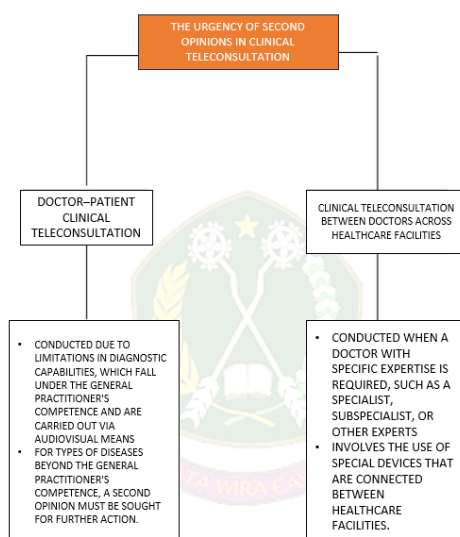 THE URGENCY OF SECOND
OPINIONS IN CLINICAL
TELECONSULTATION
DOCTOR–PATIENT
CLINICAL
TELECONSULTATION
CLINICAL TELECONSULTATION
BETWEEN DOCTORS ACROSS
HEALTHCARE FACILITIES
• CONDUCTED DUE TO
LIMITATIONS IN DIAGNOSTIC
CAPABILITIES, WHICH FALL
UNDER THE GENERAL
PRACTITIONER'S
COMPETENCE AND ARE
CARRIED OUT VIA
AUDIOVISUAL MEANS
• FOR TYPES OF DISEASES
BEYOND THE GENERAL
PRACTITIONER'S
COMPETENCE, A SECOND
OPINION MUST BE SOUGHT
FOR FURTHER ACTION.
• CONDUCTED WHEN A
DOCTOR WITH
SPECIFIC EXPERTISE IS
REQUIRED, SUCH AS A
SPECIALIST,
SUBSPECIALIST, OR
OTHER EXPERTS
• INVOLVES THE USE OF
SPECIAL DEVICES THAT
ARE CONNECTED
BETWEEN
HEALTHCARE
FACILITIES.
WIRA